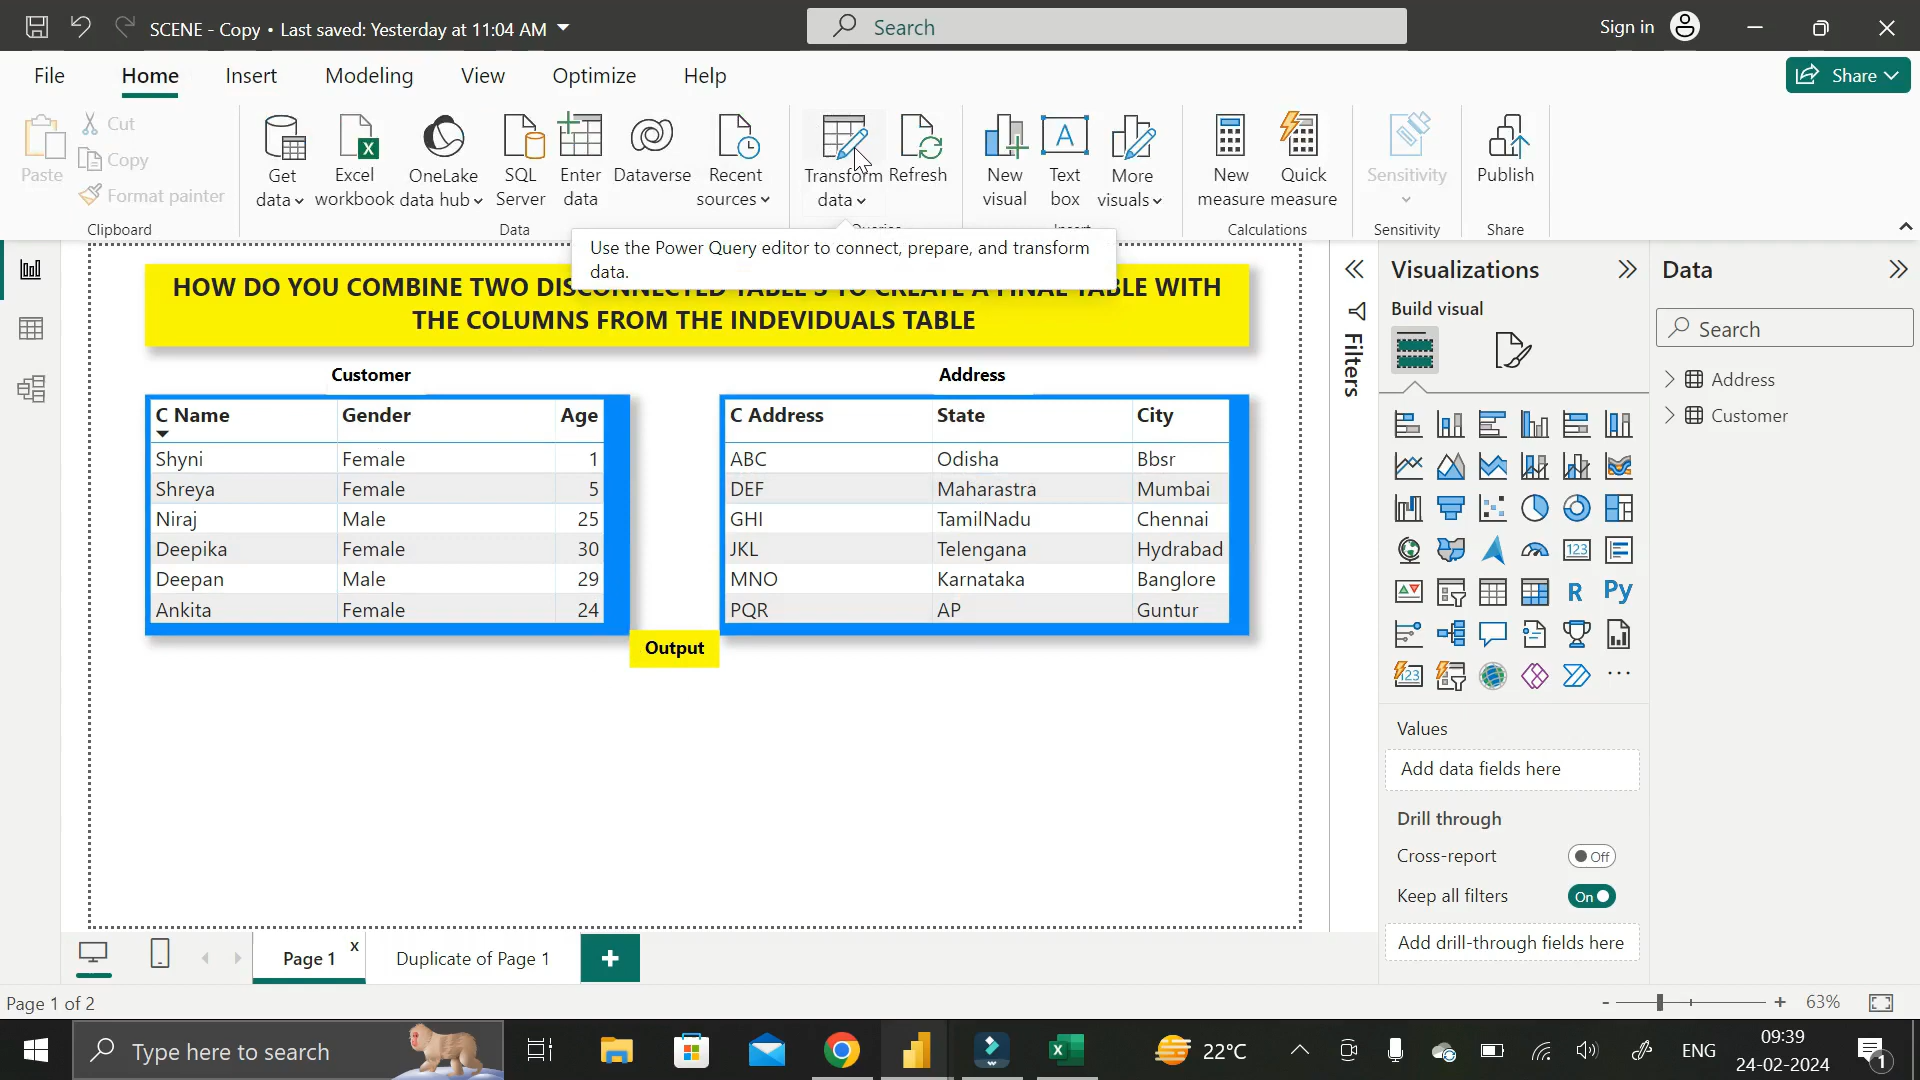 SCENE - Copy • Last saved: Yesterday at 11:04 AM
Search
Sign in
File
Home
Insert
Modeling
View
Optimize
Help
Share
Paste
Cut
Copy
Format painter
Clipboard
Get data
Excel workbook
OneLake data hub
SQL Server
Enter data
Dataverse
Recent sources
Data
Transform data
Refresh
New visual
Text box
More visuals
New measure
Quick measure
Calculations
Sensitivity
Sensitivity
Publish
Share
Use the Power Query editor to connect, prepare, and transform
data.
HOW DO YOU COMBINE TWO DISCONNECTED TABLE'S TO CREATE A FINAL TABLE WITH
THE COLUMNS FROM THE INDEVIDUALS TABLE
Customer
C Name Gender Age
Shyni Female 1
Shreya Female 5
Niraj Male 25
Deepika Female 30
Deepan Male 29
Ankita Female 24
Address
C Address State City
ABC Odisha Bbsr
DEF Maharastra Mumbai
GHI TamilNadu Chennai
JKL Telengana Hydrabad
MNO Karnataka Banglore
PQR AP Guntur
Output
Filters
Visualizations
Build visual
123
R
Py
123
Values
Add data fields here
Drill through
Cross-report
Off
Keep all filters
On
Add drill-through fields here
Data
Search
Address
Customer
Page 1
x
Duplicate of Page 1
+
Page 1 of 2
- + 63%
Type here to search
22°C
ENG
09:39
24-02-2024
1